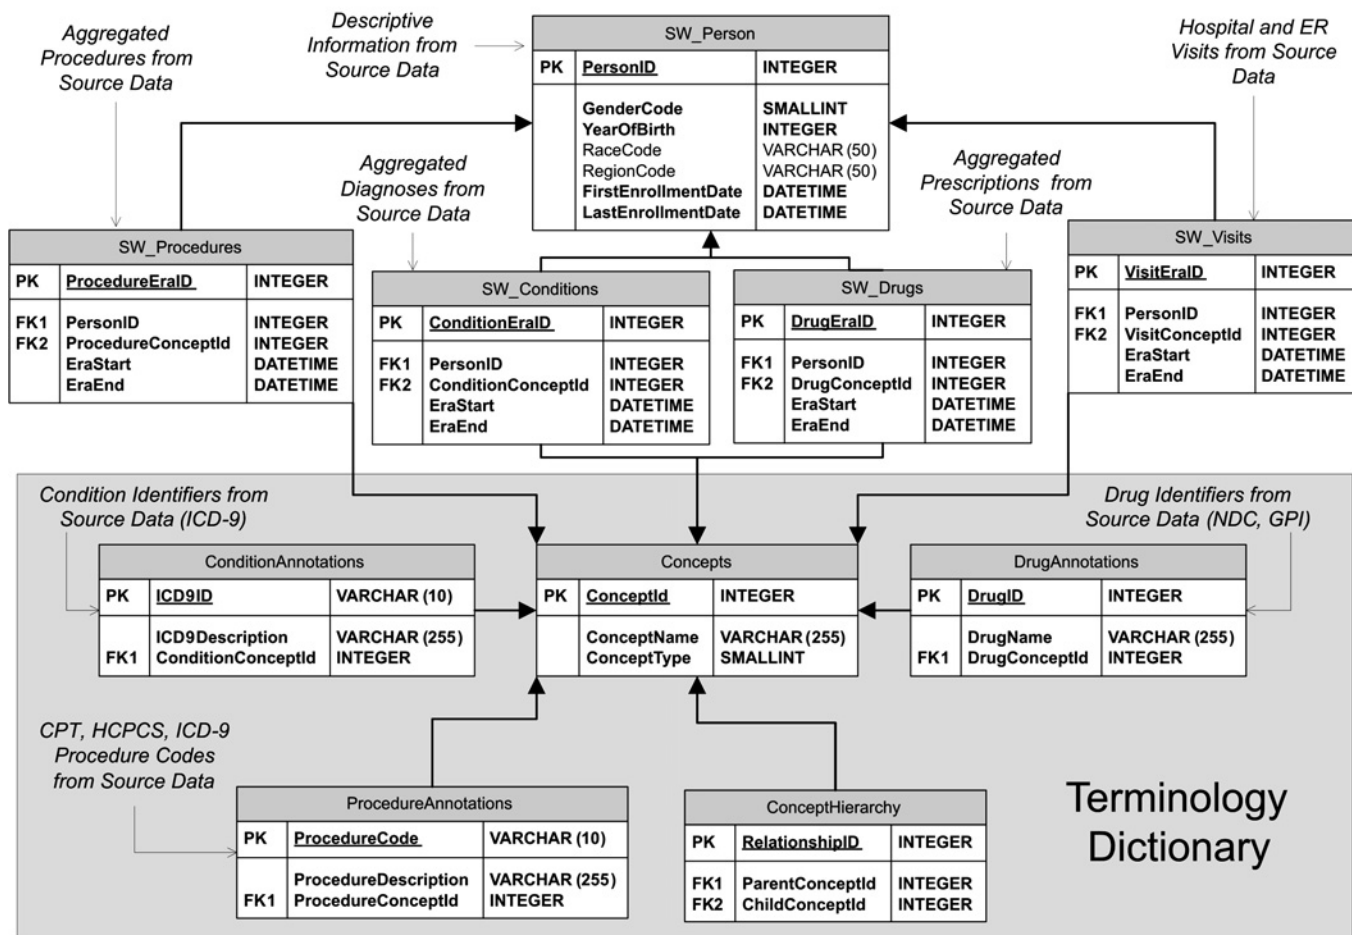 Aggregated
Procedures from
Source Data
Descriptive
Information from
Source Data
Hospital and ER
Visits from Source
Data
SW_Person
PK PersonID INTEGER
GenderCode SMALLINT
YearOfBirth INTEGER
RaceCode VARCHAR (50)
RegionCode VARCHAR (50)
FirstEnrollmentDate DATETIME
LastEnrollmentDate DATETIME
Aggregated
Diagnoses from
Source Data
Aggregated
Prescriptions from
Source Data
SW_Procedures
PK ProcedureEraID INTEGER
FK1 PersonID INTEGER
FK2 ProcedureConceptId INTEGER
EraStart DATETIME
EraEnd DATETIME
SW_Conditions
PK ConditionEraID INTEGER
FK1 PersonID INTEGER
FK2 ConditionConceptId INTEGER
EraStart DATETIME
EraEnd DATETIME
SW_Drugs
PK DrugEraID INTEGER
FK1 PersonID INTEGER
FK2 DrugConceptId INTEGER
EraStart DATETIME
EraEnd DATETIME
SW_Visits
PK VisitEraID INTEGER
FK1 PersonID INTEGER
FK2 VisitConceptId INTEGER
EraStart DATETIME
EraEnd DATETIME
Condition Identifiers from
Source Data (ICD-9)
Drug Identifiers from
Source Data (NDC, GPI)
ConditionAnnotations
PK ICD9ID VARCHAR (10)
ICD9Description VARCHAR (255)
FK1 ConditionConceptId INTEGER
Concepts
PK ConceptId INTEGER
ConceptName VARCHAR (255)
ConceptType SMALLINT
DrugAnnotations
PK DrugID INTEGER
DrugName VARCHAR (255)
FK1 DrugConceptId INTEGER
CPT, HCPCS, ICD-9
Procedure Codes
from Source Data
ProcedureAnnotations
PK ProcedureCode VARCHAR (10)
ProcedureDescription VARCHAR (255)
FK1 ProcedureConceptId INTEGER
ConceptHierarchy
PK RelationshipID INTEGER
FK1 ParentConceptId INTEGER
FK2 ChildConceptId INTEGER
Terminology
Dictionary